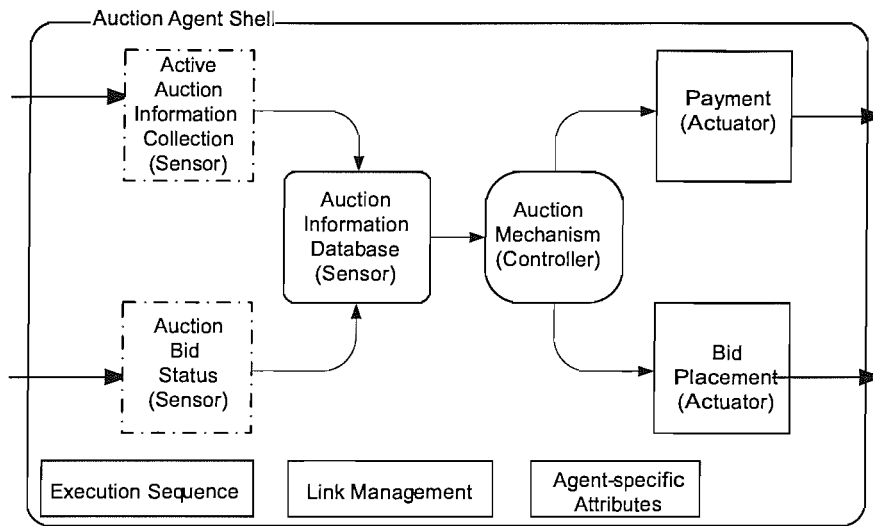 Auction Agent Shell
Active
Auction
Information
Collection
(Sensor)
Payment
(Actuator)
Auction
Information
Database
(Sensor)
Auction
Mechanism
(Controller)
Auction
Bid
Status
(Sensor)
Bid
Placement
(Actuator)
Execution Sequence
Link Management
Agent-specific
Attributes